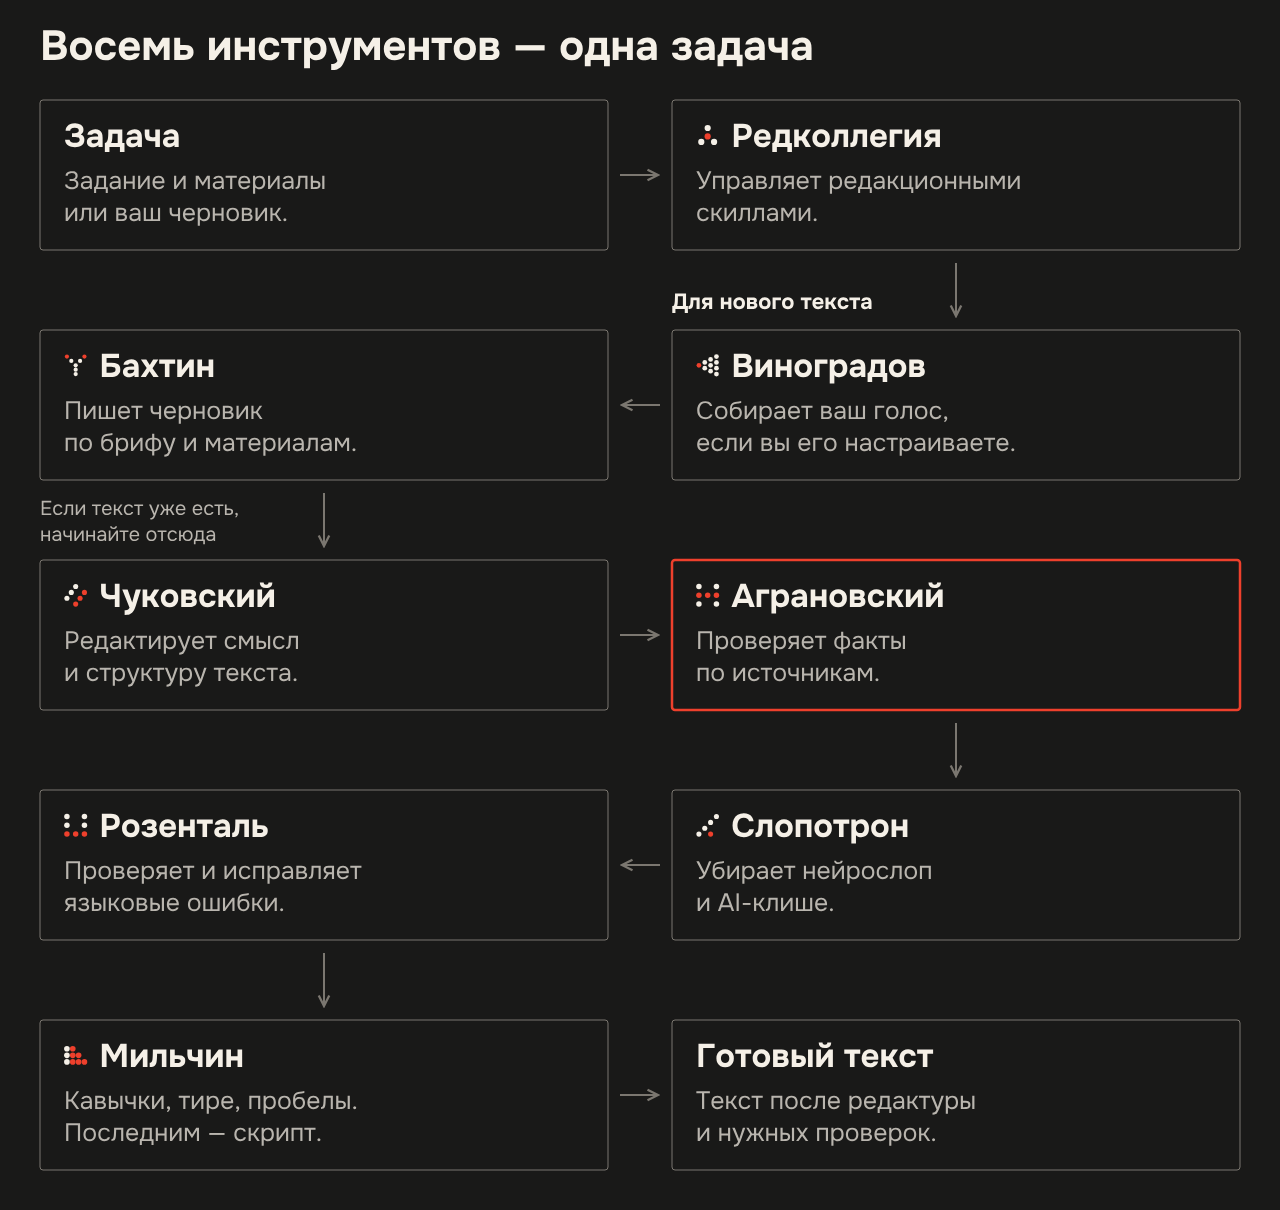 Восемь инструментов — одна задача
Задача
Задание и материалы
или ваш черновик.
Редколлегия
Управляет редакционными
скиллами.
Для нового текста
Виноградов
Собирает ваш голос,
если вы его настраиваете.
Бахтин
Пишет черновик
по брифу и материалам.
Если текст уже есть,
начинайте отсюда
Чуковский
Редактирует смысл
и структуру текста.
Аграновский
Проверяет факты
по источникам.
Слопотрон
Убирает нейрослоп
и AI-клише.
Розенталь
Проверяет и исправляет
языковые ошибки.
Мильчин
Кавычки, тире, пробелы.
Последним — скрипт.
Готовый текст
Текст после редактуры
и нужных проверок.